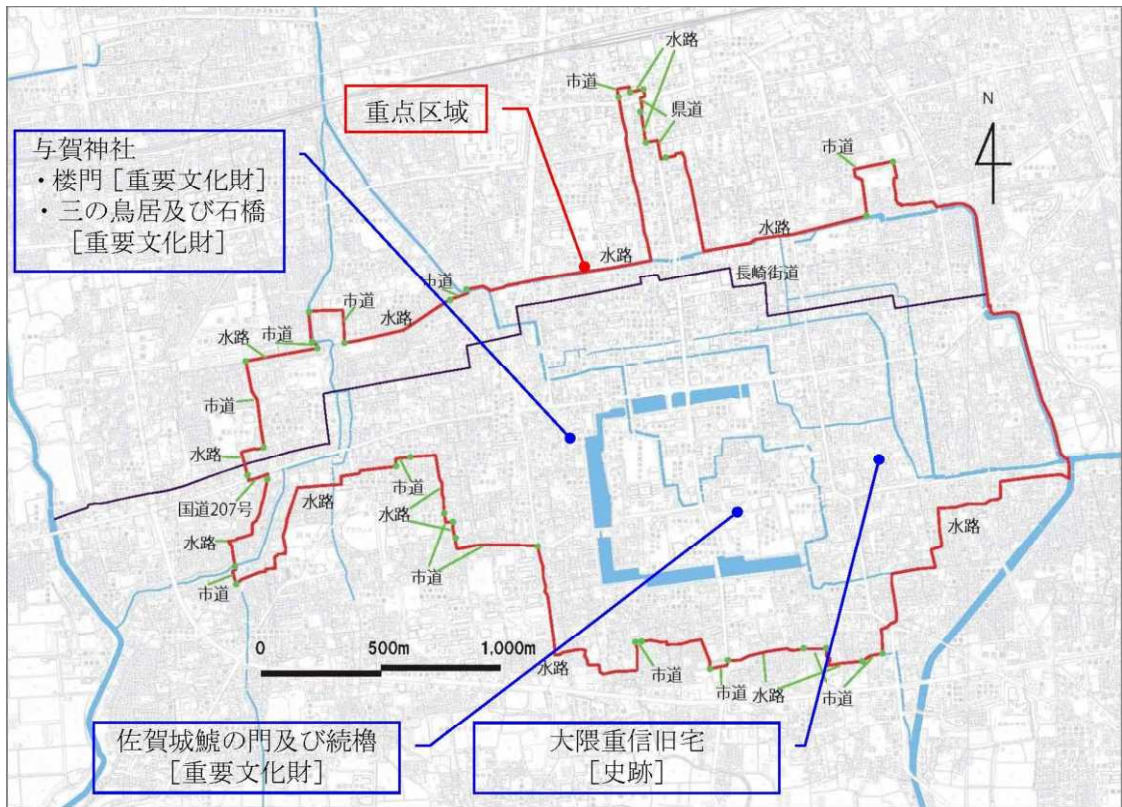 水路
市道
県道
重点区域
N
市道
与賀神社
・楼門［重要文化財］
・三の鳥居及び石橋
［重要文化財］
水路
水路
市道
長崎街道
市道
水路
水路
市道
市道
水路
国道207号
水路
市道
水路
市道
水路
市道
水路
0 500m 1,000m
水路
市道
市道
水路
市道
佐賀城鯱の門及び続櫓
［重要文化財］
大隈重信旧宅
［史跡］